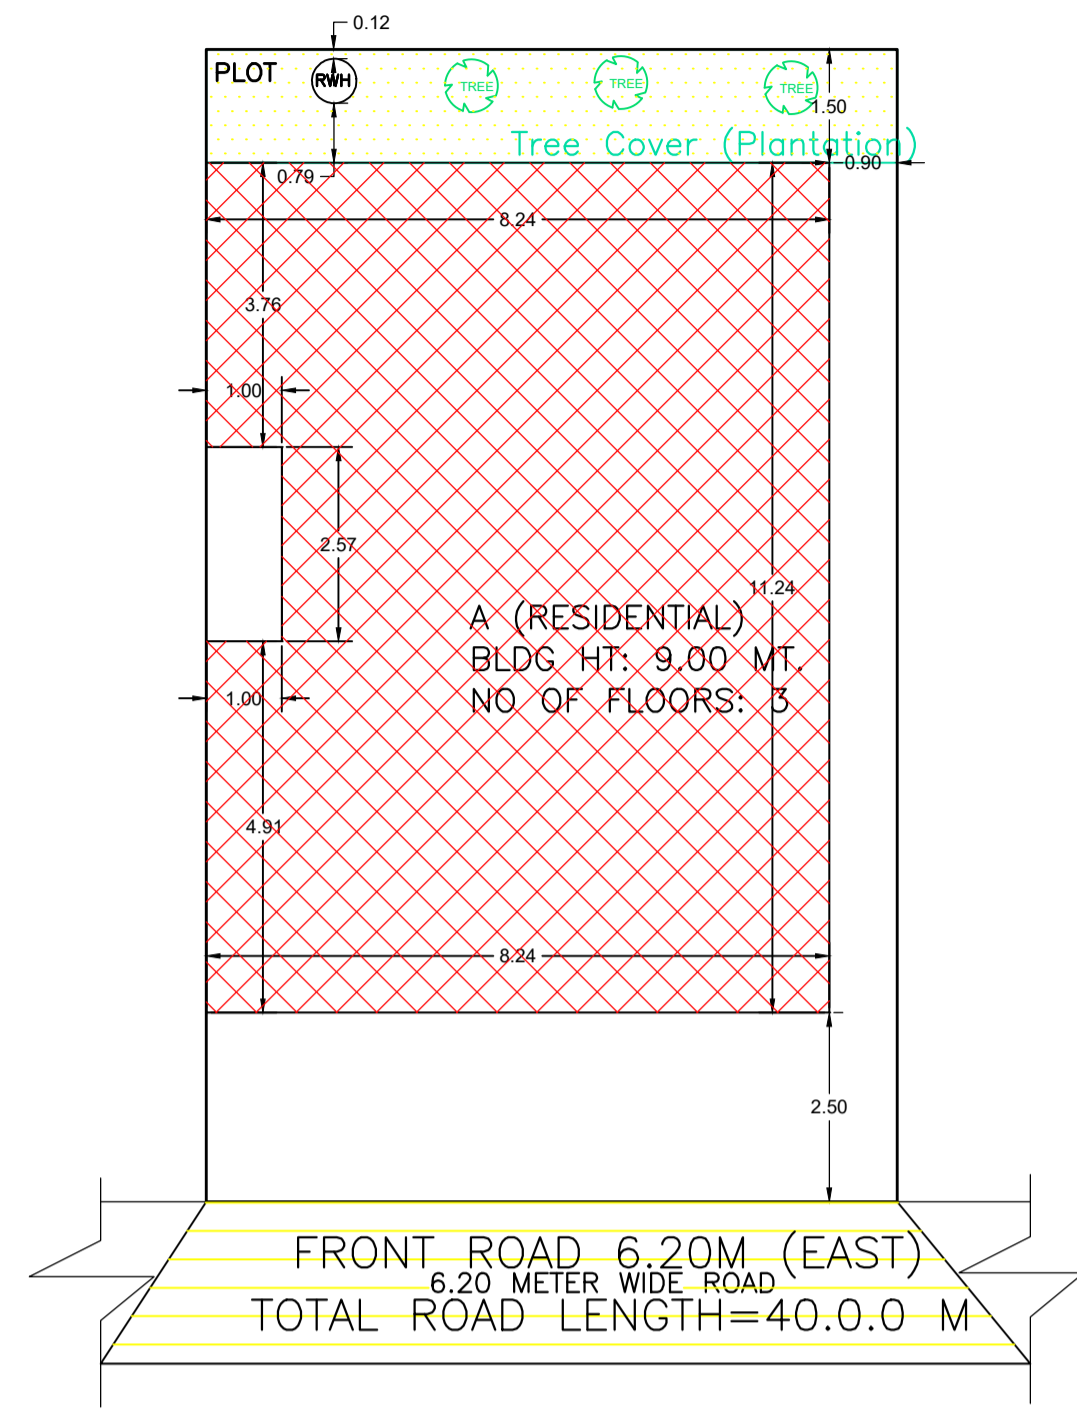 0.12
PLOT
RWH
TREE
TREE
TREE
1.50
Tree Cover (Plantation)
0.79
0.90
8.24
3.76
1.00
2.57
11.24
A (RESIDENTIAL)
BLDG HT: 9.00 MT.
NO OF FLOORS: 3
1.00
4.91
8.24
2.50
FRONT ROAD 6.20M (EAST)
6.20 METER WIDE ROAD
TOTAL ROAD LENGTH=40.0.0 M